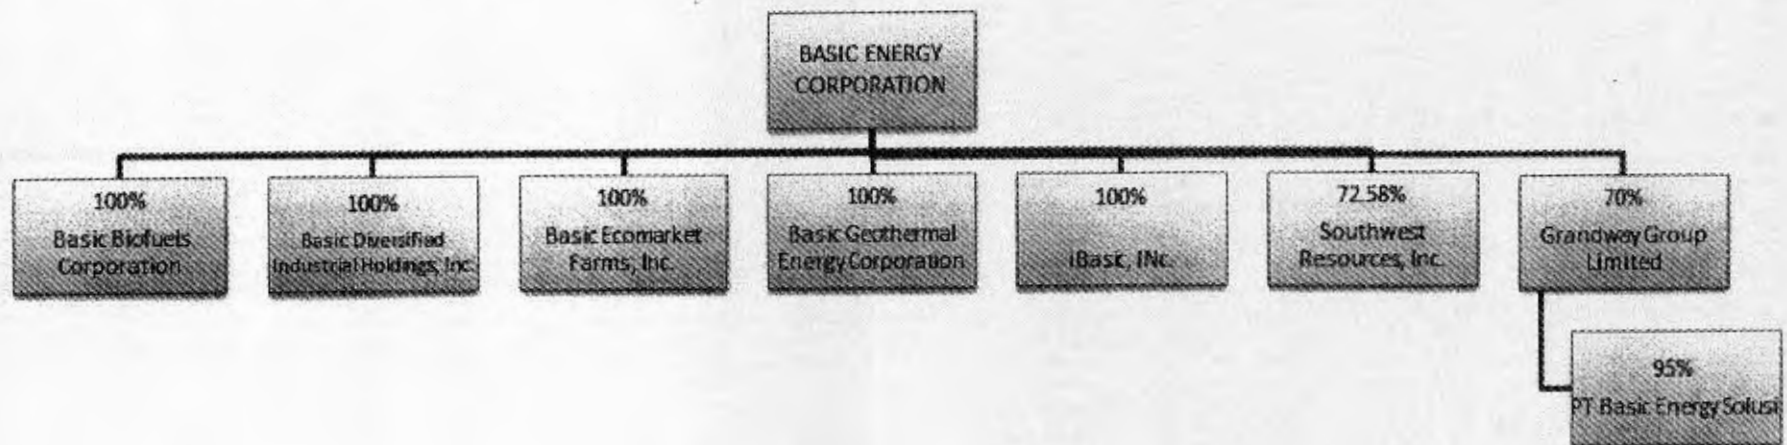 BASIC ENERGY
CORPORATION
100%
Basic Biofuels
Corporation
100%
Basic Diversified
Industrial Holdings, Inc.
100%
Basic Ecomarket
Farms, Inc.
100%
Basic Geothermal
Energy Corporation
100%
iBasic, INc.
72.58%
Southwest
Resources, Inc.
70%
Grandway Group
Limited
95%
PT Basic Energy Solusi